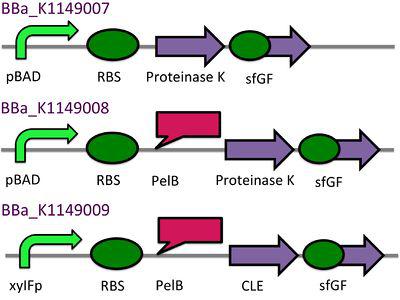 BBa_K1149007
pBAD RBS Proteinase K sfGF
BBa_K1149008
pBAD RBS PelB Proteinase K sfGF
BBa_K1149009
xylFp RBS PelB CLE sfGF